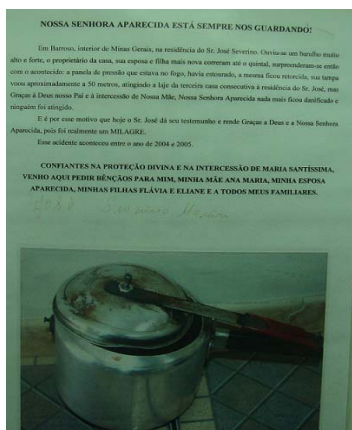 NOSSA SENHORA APARECIDA ESTÁ SEMPRE NOS GUARDANDO!
Em Barroso, interior de Minas Gerais, na residência do Sr. José Severino. Ouviu-se um barulho muito
alto e forte, o proprietário da casa, sua esposa e filha mais nova correram até o quintal, surpreenderam-se então
com o acontecido: a panela de pressão que estava no fogo, havia estourado, a mesma ficou retorcida, sua tampa
voou aproximadamente a 50 metros, atingindo a laje da terceira casa consecutiva à residência do Sr. José, mas
Graças à Deus nosso Pai e à intercessão de Nossa Mãe, Nossa Senhora Aparecida nada mais ficou danificado e
ninguém foi atingido.
E é por esse motivo que hoje o Sr. José dá seu testemunho e rende Graças a Deus e a Nossa Senhora
Aparecida, pois foi realmente um MILAGRE.
Esse acidente aconteceu entre o ano de 2004 e 2005.
CONFIANTES NA PROTEÇÃO DIVINA E NA INTERCESSÃO DE MARIA SANTÍSSIMA,
VENHO AQUI PEDIR BÊNÇÃOS PARA MIM, MINHA MÃE ANA MARIA, MINHA ESPOSA
APARECIDA, MINHAS FILHAS FLÁVIA E ELIANE E A TODOS MEUS FAMILIARES.